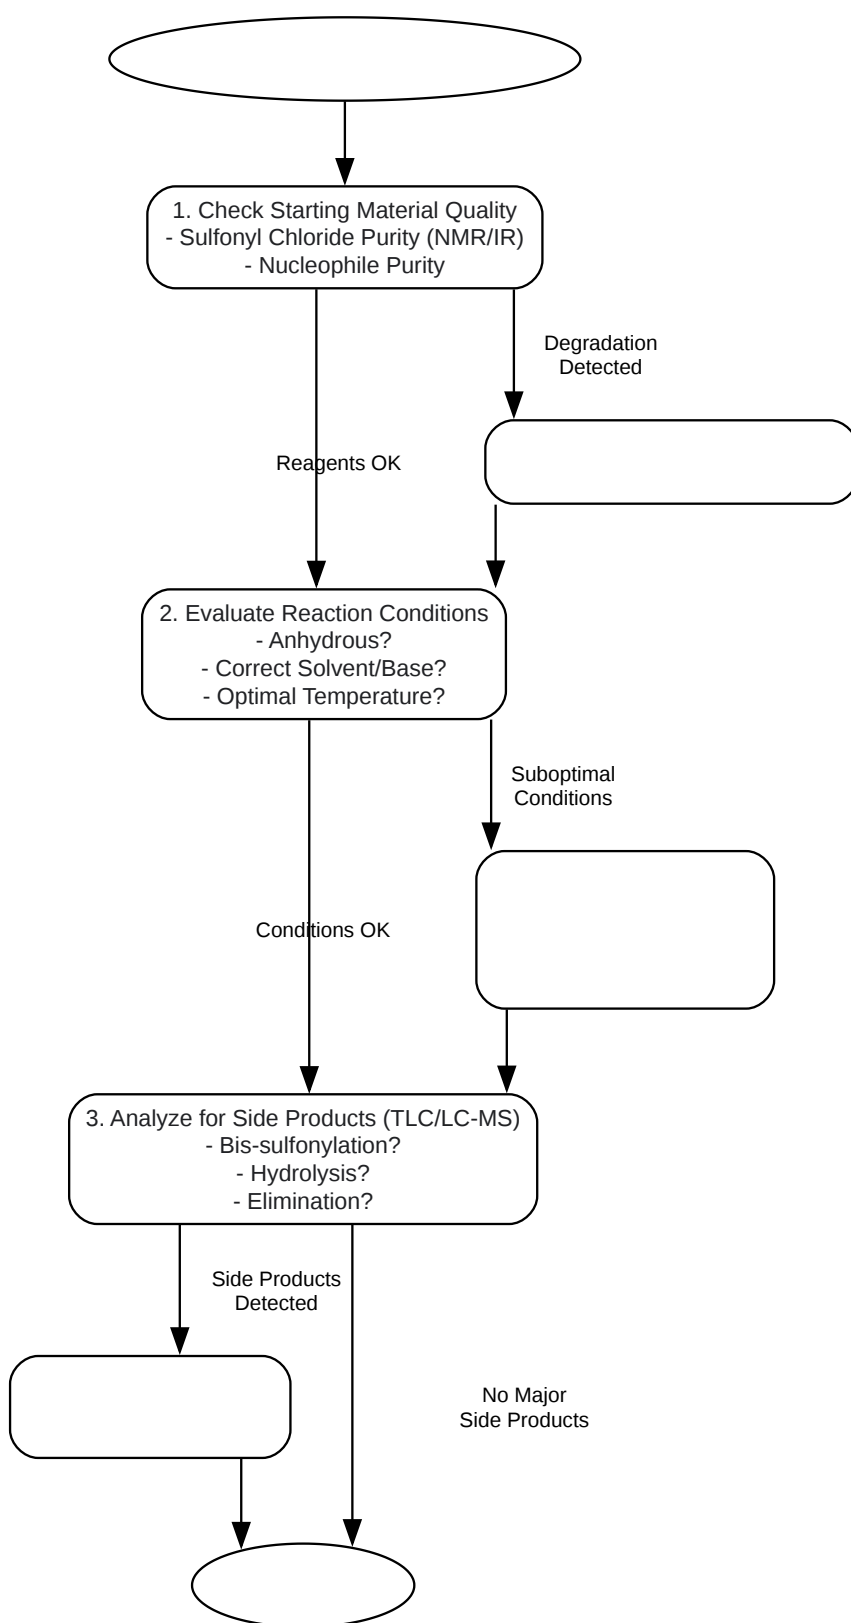 1. Check Starting Material Quality
- Sulfonyl Chloride Purity (NMR/IR)
- Nucleophile Purity
Degradation
Detected
Reagents OK
2. Evaluate Reaction Conditions
- Anhydrous?
- Correct Solvent/Base?
- Optimal Temperature?
Suboptimal
Conditions
Conditions OK
3. Analyze for Side Products (TLC/LC-MS)
- Bis-sulfonylation?
- Hydrolysis?
- Elimination?
Side Products
Detected
No Major
Side Products